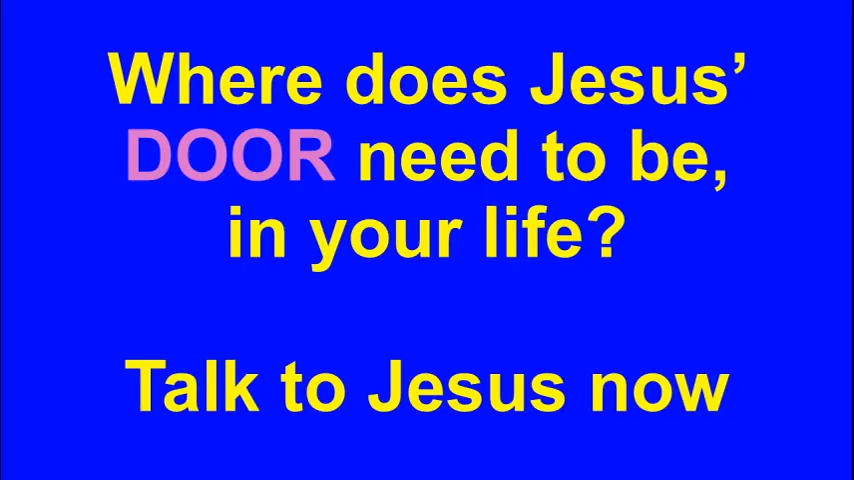 Where does Jesus’
DOOR need to be,
in your life?
Talk to Jesus now